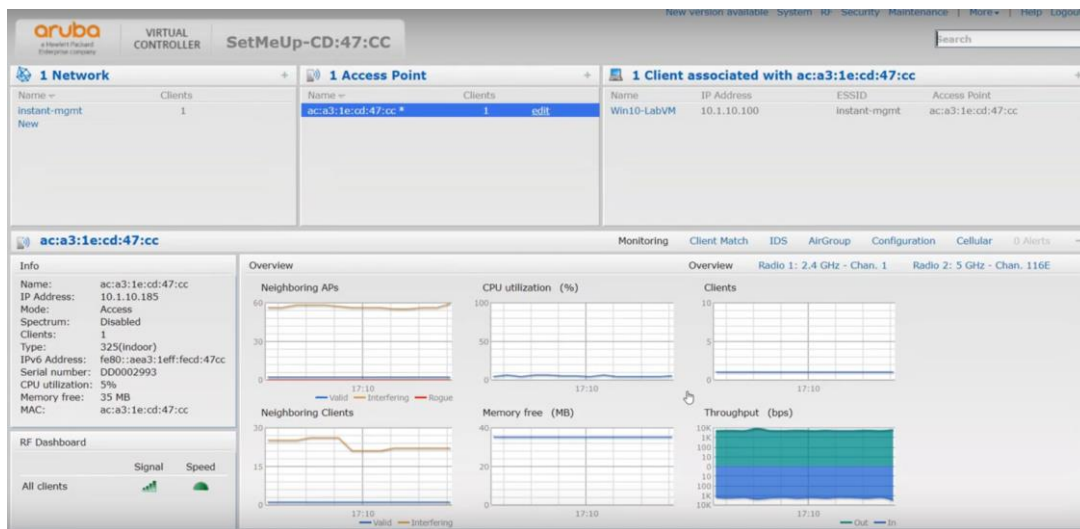 New version available System RF Security Maintenance | More | Help Logout
aruba
a Hewlett Packard
Enterprise company
VIRTUAL
CONTROLLER
SetMeUp-CD:47:CC
Search
1 Network +
Name Clients
instant-mgmt 1
New
1 Access Point +
Name Clients
ac:a3:1e:cd:47:cc * 1 edit
1 Client associated with ac:a3:1e:cd:47:cc
Name IP Address ESSID Access Point
Win10-LabVM 10.1.10.100 instant-mgmt ac:a3:1e:cd:47:cc
ac:a3:1e:cd:47:cc
Monitoring Client Match IDS AirGroup Configuration Cellular 0 Alerts
Info
Name: ac:a3:1e:cd:47:cc
IP Address: 10.1.10.185
Mode: Access
Spectrum: Disabled
Clients: 1
Type: 325(indoor)
IPv6 Address: fe80::aea3:1eff:fecd:47cc
Serial number: DD0002993
CPU utilization: 5%
Memory free: 35 MB
MAC: ac:a3:1e:cd:47:cc
RF Dashboard
Signal Speed
All clients
Overview
Overview Radio 1: 2.4 GHz - Chan. 1 Radio 2: 5 GHz - Chan. 116E
Neighboring APs
60
30
0
17:10
Valid Interfering Rogue
CPU utilization (%)
100
50
0
17:10
Clients
10
5
0
17:10
Neighboring Clients
30
15
0
17:10
Valid Interfering
Memory free (MB)
40
20
0
17:10
Throughput (bps)
10K
1K
100
10
0
10
100
1K
10K
17:10
Out In